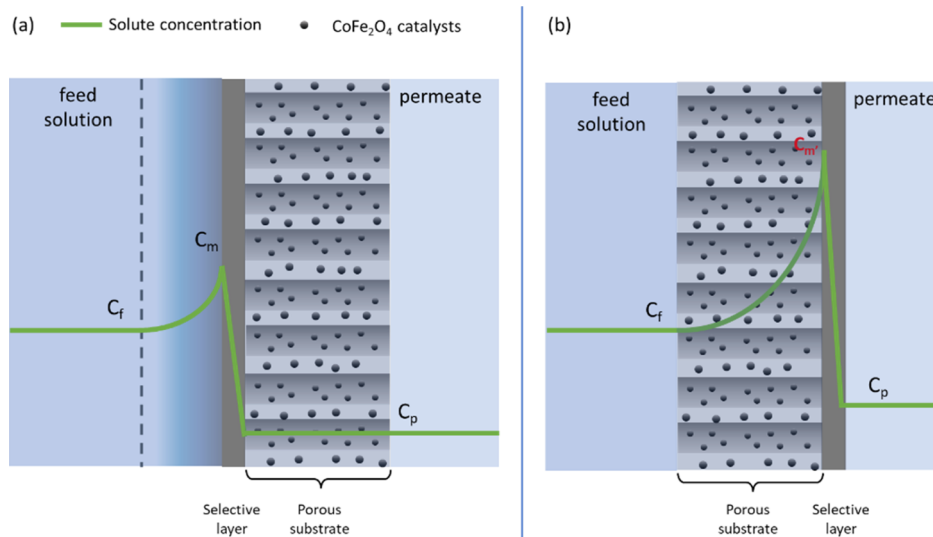 (a)
Solute concentration
CoFe₂O₄ catalysts
feed
solution
permeate
Cm
Cf
Cp
Selective
layer
Porous
substrate
(b)
feed
solution
permeate
Cm'
Cf
Cp
Porous
substrate
Selective
layer